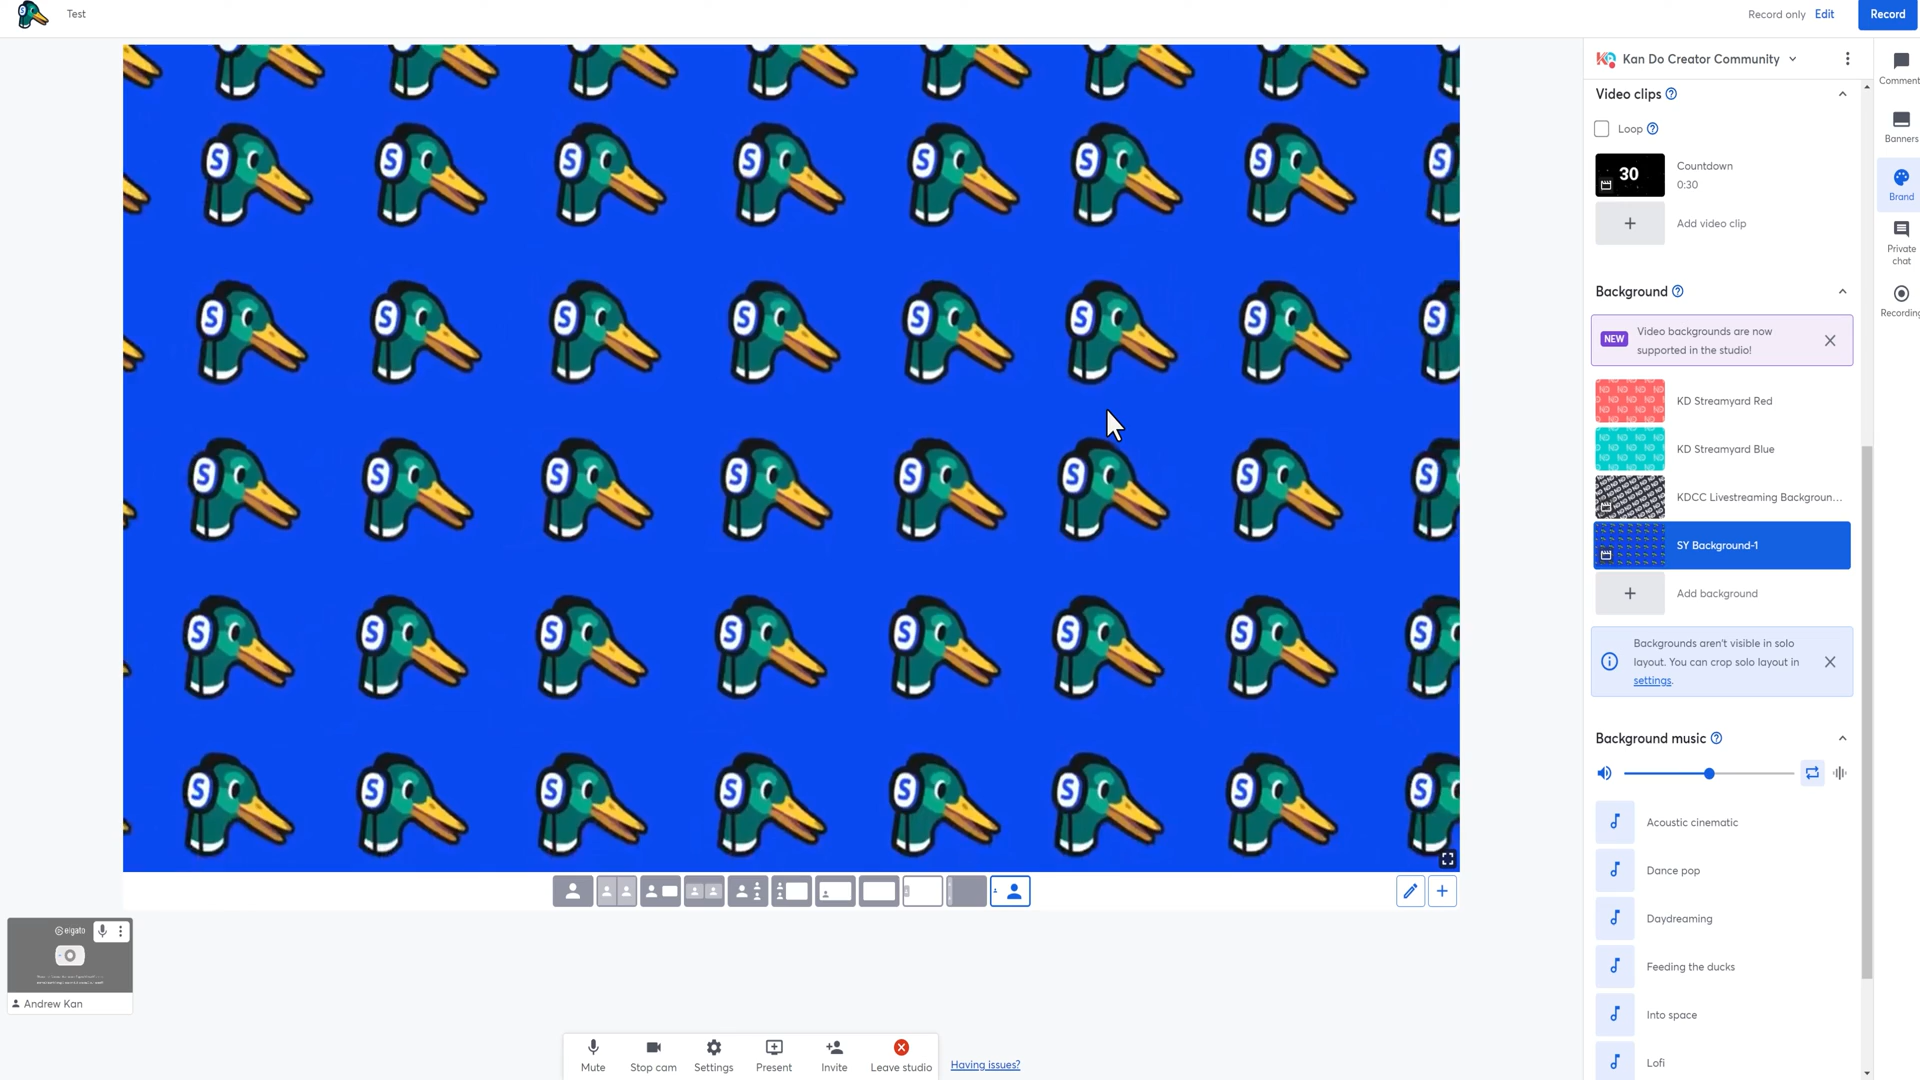 Test
Record only Edit Record
Kan Do Creator Community
Video clips
Loop
30
Countdown
0:30
Add video clip
Background
NEW
Video backgrounds are now
supported in the studio!
KD Streamyard Red
KD Streamyard Blue
KDCC Livestreaming Backgroun...
SY Background-1
Add background
Backgrounds aren't visible in solo
layout. You can crop solo layout in
settings.
Background music
Acoustic cinematic
Dance pop
Daydreaming
Feeding the ducks
Into space
Lofi
Comment
Banners
Brand
Private
chat
Recording
S S S S S S S S
S S S S S S S S
S S S S S S S S
S S S S S S S S
S S S S S S S S
elgato
Andrew Kan
Mute
Stop cam
Settings
Present
Invite
Leave studio
Having issues?